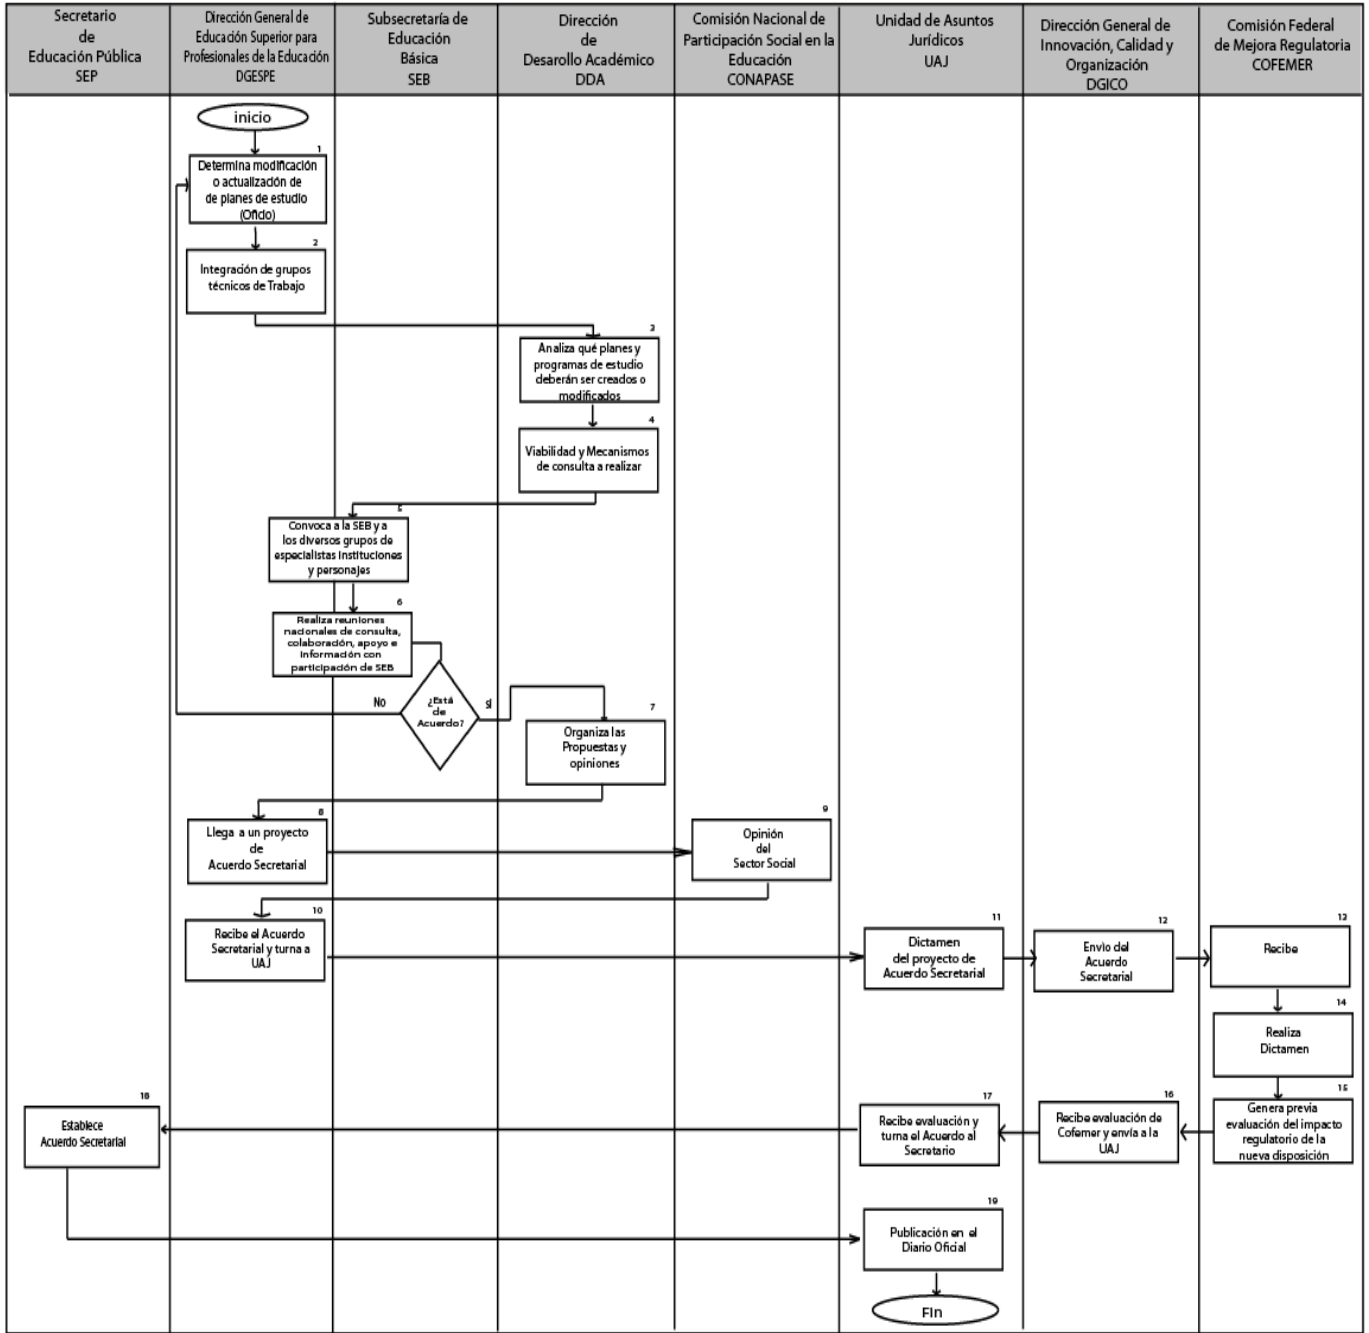 Secretario
de
Educación Pública
SEP
Dirección General de
Educación Superior para
Profesionales de la Educación
DGESPE
Subsecretaría de
Educación
Básica
SEB
Dirección
de
Desarollo Académico
DDA
Comisión Nacional de
Participación Social en la
Educación
CONAPASE
Unidad de Asuntos
Jurídicos
UAJ
Dirección General de
Innovación, Calidad y
Organización
DGICO
Comisión Federal
de Mejora Regulatoria
COFEMER
inicio
1
Determina modificación
o actualización de
de planes de estudio
(Oficio)
2
Integración de grupos
técnicos de Trabajo
3
Analiza qué planes y
programas de estudio
deberán ser creados o
modificados
4
Viabilidad y Mecanismos
de consulta a realizar
5
Convoca a la SEB y a
los diversos grupos de
especialistas instituciones
y personajes
6
Realiza reuniones
nacionales de consulta,
colaboración, apoyo e
información con
participación de SEB
No
¿Está
de
Acuerdo?
sí
7
Organiza las
Propuestas y
opiniones
8
Llega a un proyecto
de
Acuerdo Secretarial
9
Opinión
del
Sector Social
10
Recibe el Acuerdo
Secretarial y turna a
UAJ
11
Dictamen
del proyecto de
Acuerdo Secretarial
12
Envío del
Acuerdo
Secretarial
13
Recibe
14
Realiza
Dictamen
15
Genera previa
evaluación del impacto
regulatorio de la
nueva disposición
16
Recibe evaluación de
Cofemer y envía a la
UAJ
17
Recibe evaluación y
turna el Acuerdo al
Secretario
18
Establece
Acuerdo Secretarial
19
Publicación en el
Diario Oficial
Fin